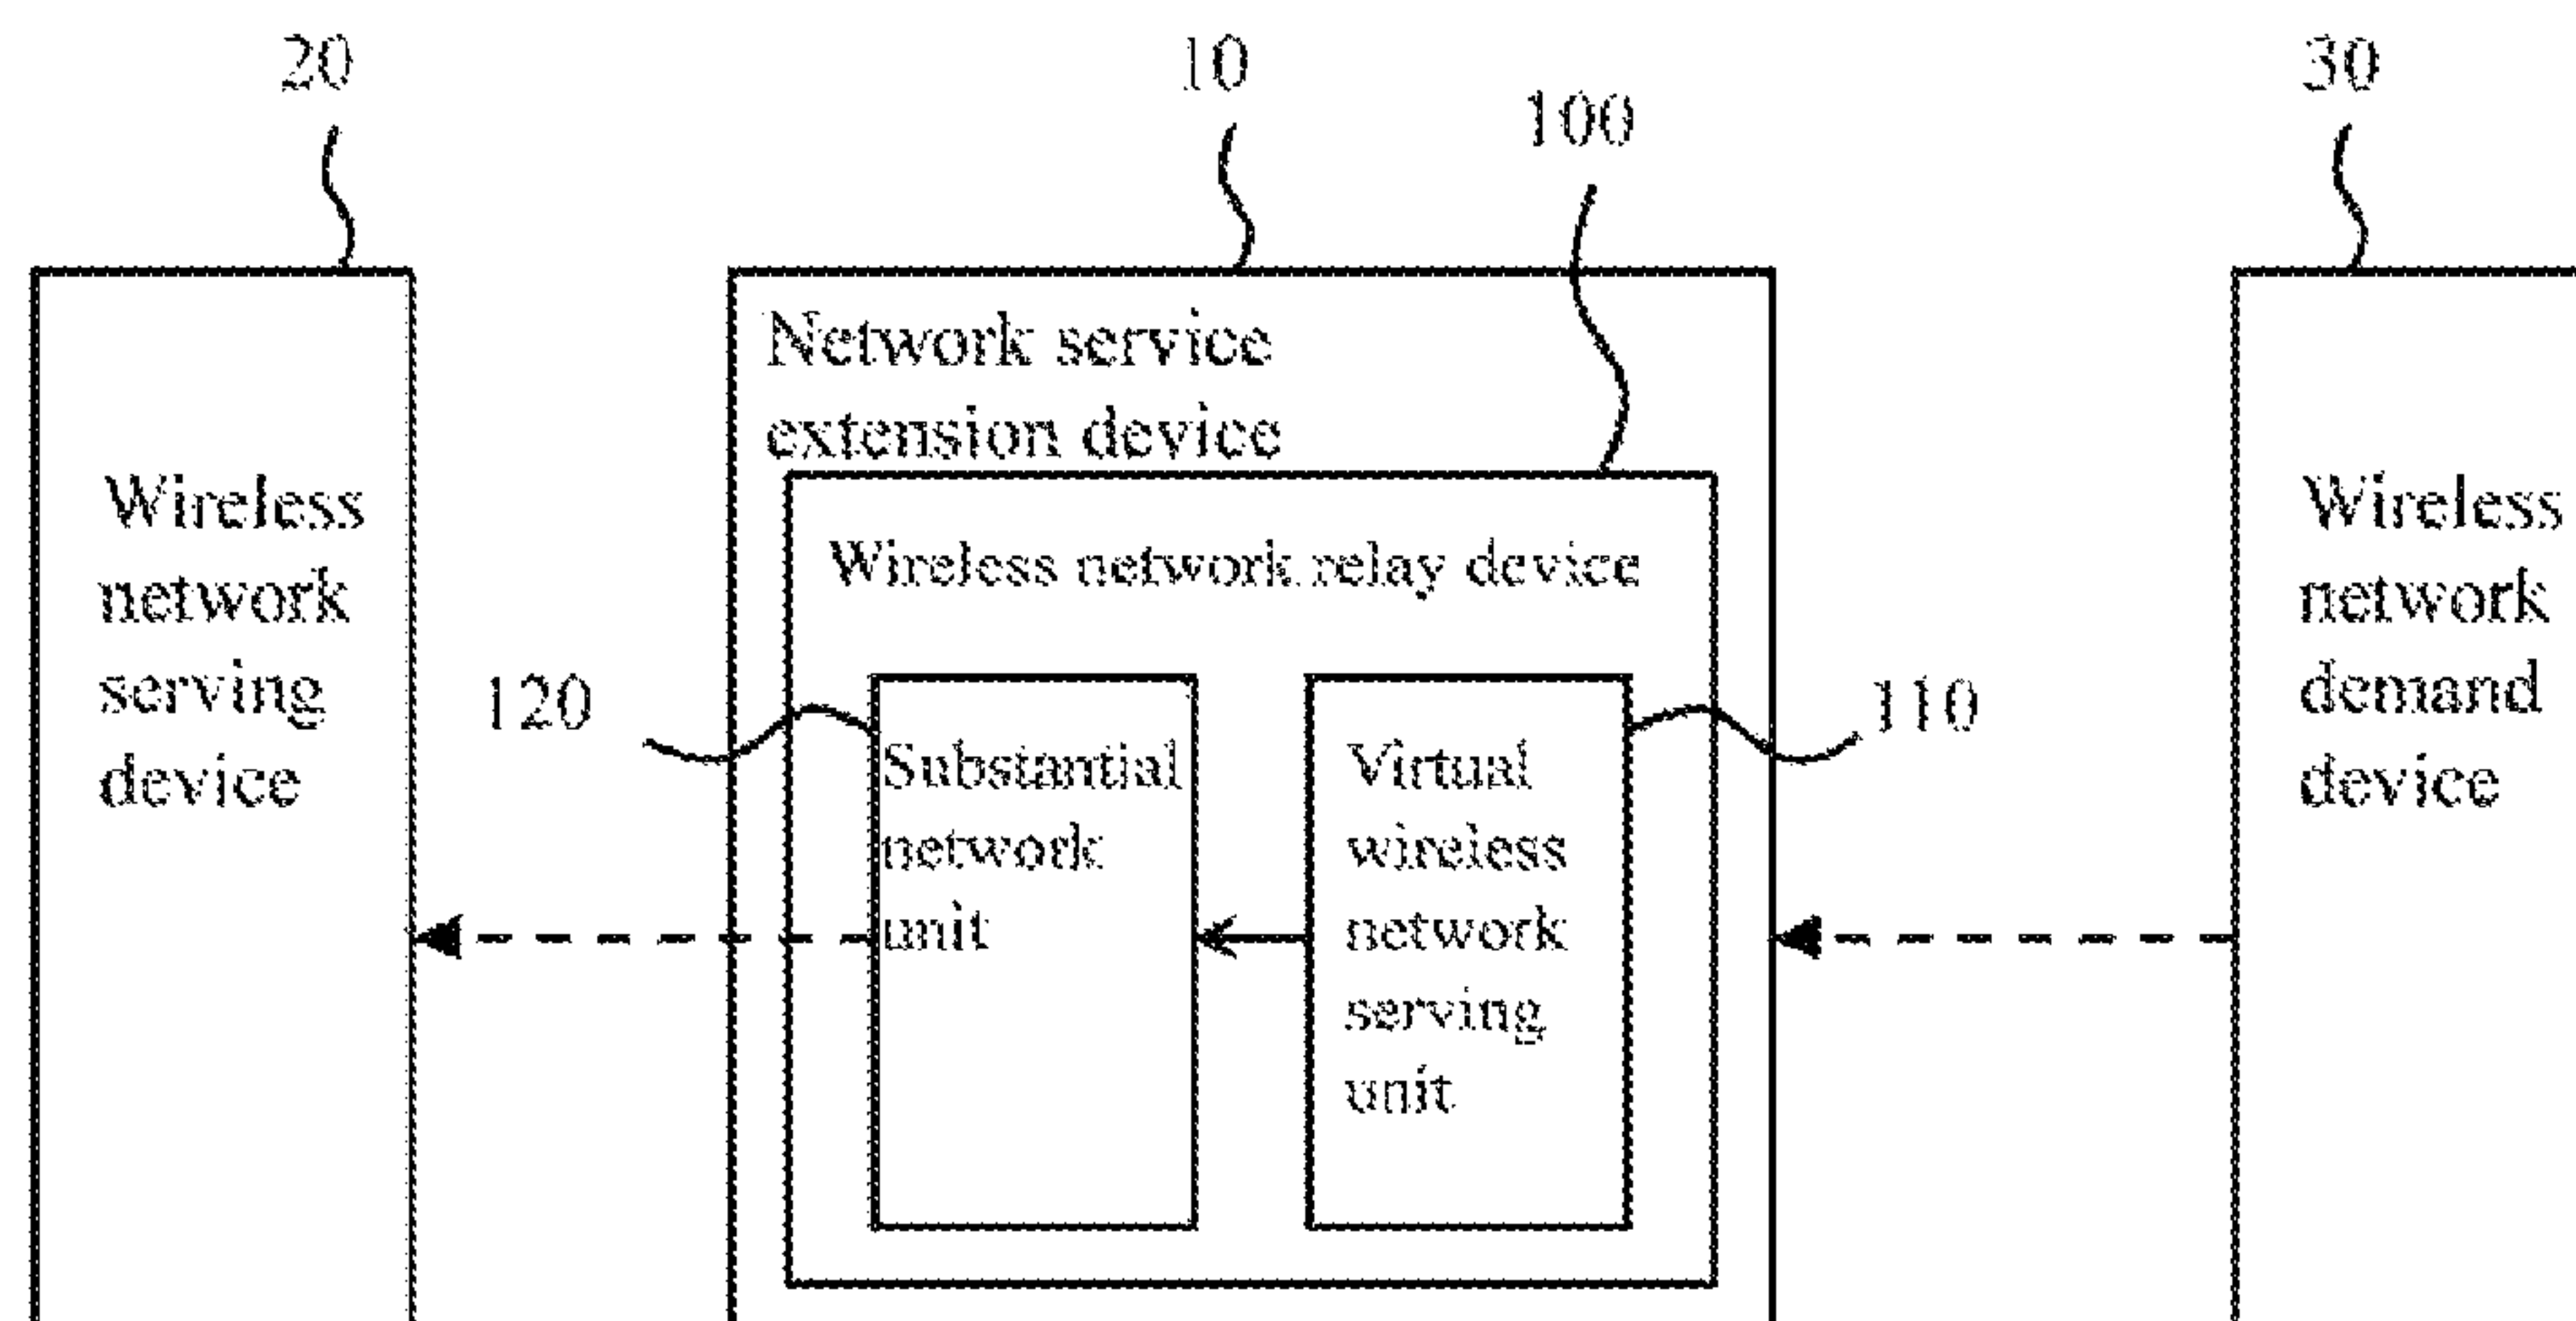 20
10
30
100
Network service
extension device
Wireless
network
serving
device
Wireless network relay device
Wireless
network
demand
device
120
110
Substantial
network
unit
Virtual
wireless
network
serving
unit